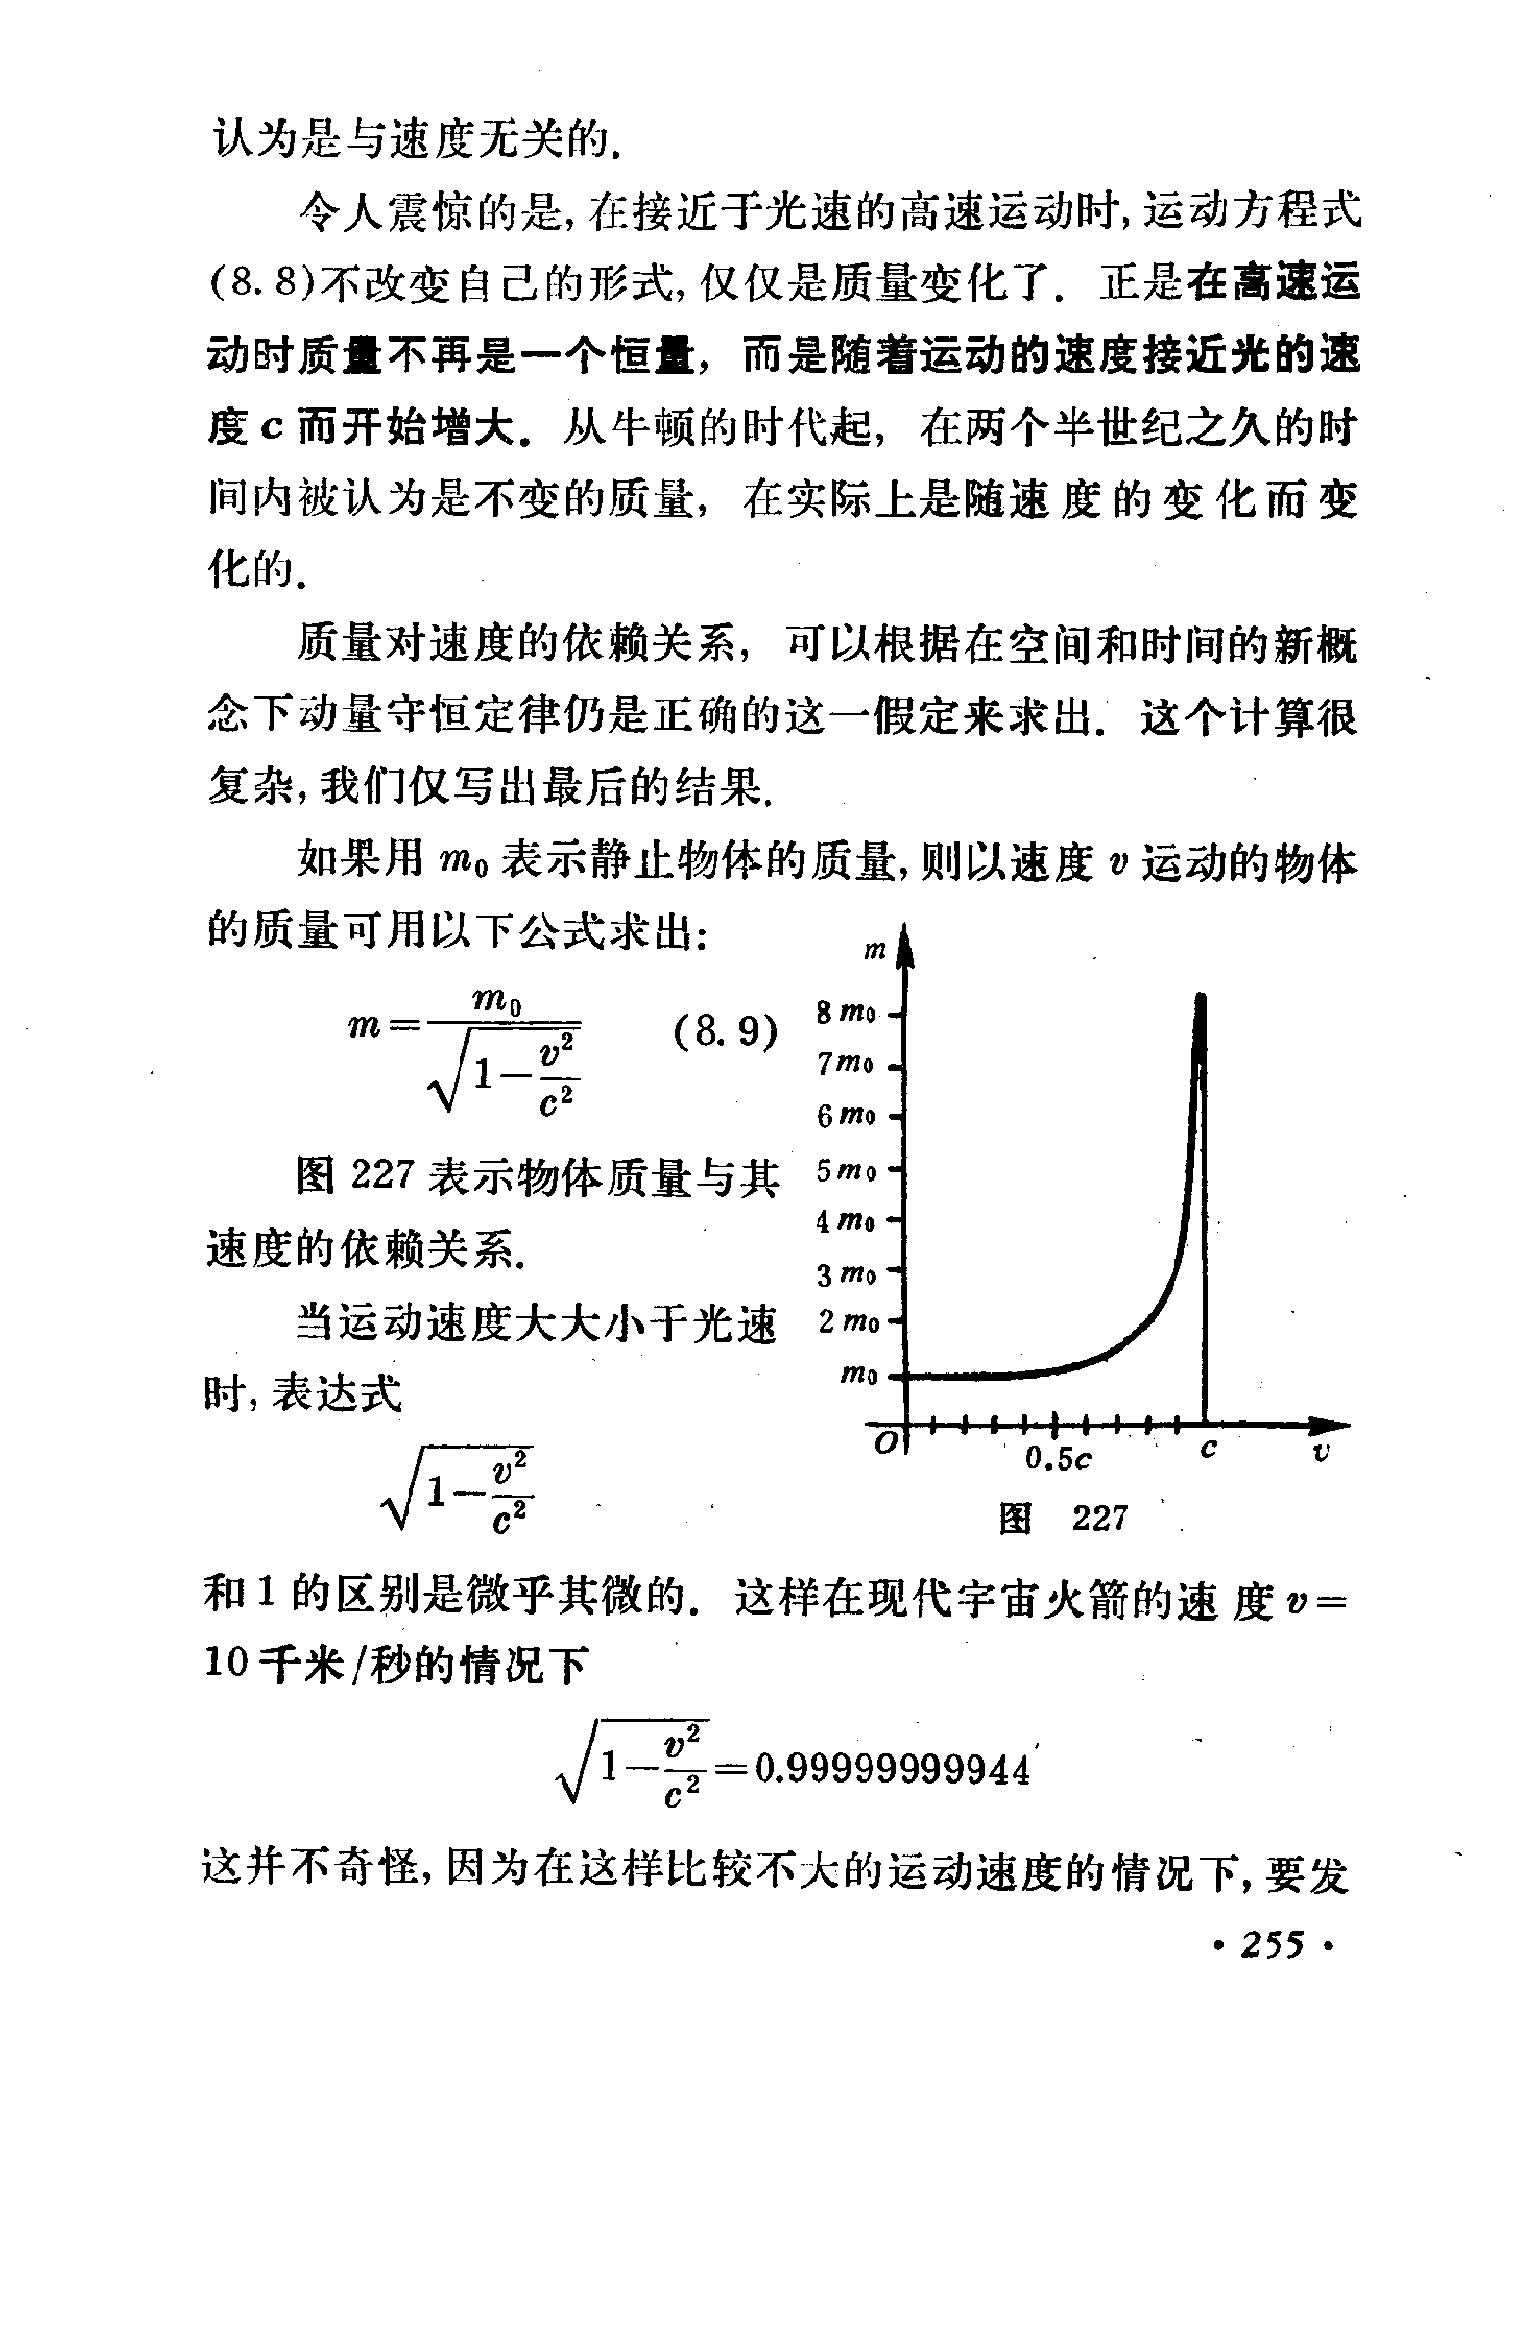 认为是与速度无关的.
令人震惊的是, 在接近于光速的高速运动时, 运动方程式
(8.8)不改变自己的形式, 仅仅是质量变化了. 正是在高速运
动时质量不再是一个恒量, 而是随着运动的速度接近光的速
度 c 而开始增大. 从牛顿的时代起, 在两个半世纪之久的时
间内被认为是不变的质量, 在实际上是随速度的变化而变
化的.
质量对速度的依赖关系, 可以根据在空间和时间的新概
念下动量守恒定律仍是正确的这一假定来求出. 这个计算很
复杂, 我们仅写出最后的结果.
如果用 m₀ 表示静止物体的质量, 则以速度 v 运动的物体
的质量可用以下公式求出:
m = m₀ / √(1 − v²/c²) (8.9)
图 227 表示物体质量与其
速度的依赖关系.
当运动速度大大小于光速
时, 表达式
√(1 − v²/c²)
m
8m₀
7m₀
6m₀
5m₀
4m₀
3m₀
2m₀
m₀
O 0.5c c v
图 227
和 1 的区别是微乎其微的. 这样在现代宇宙火箭的速度 v=
10 千米/秒的情况下
√(1 − v²/c²) = 0.99999999944
这并不奇怪, 因为在这样比较不大的运动速度的情况下, 要发
· 255 ·